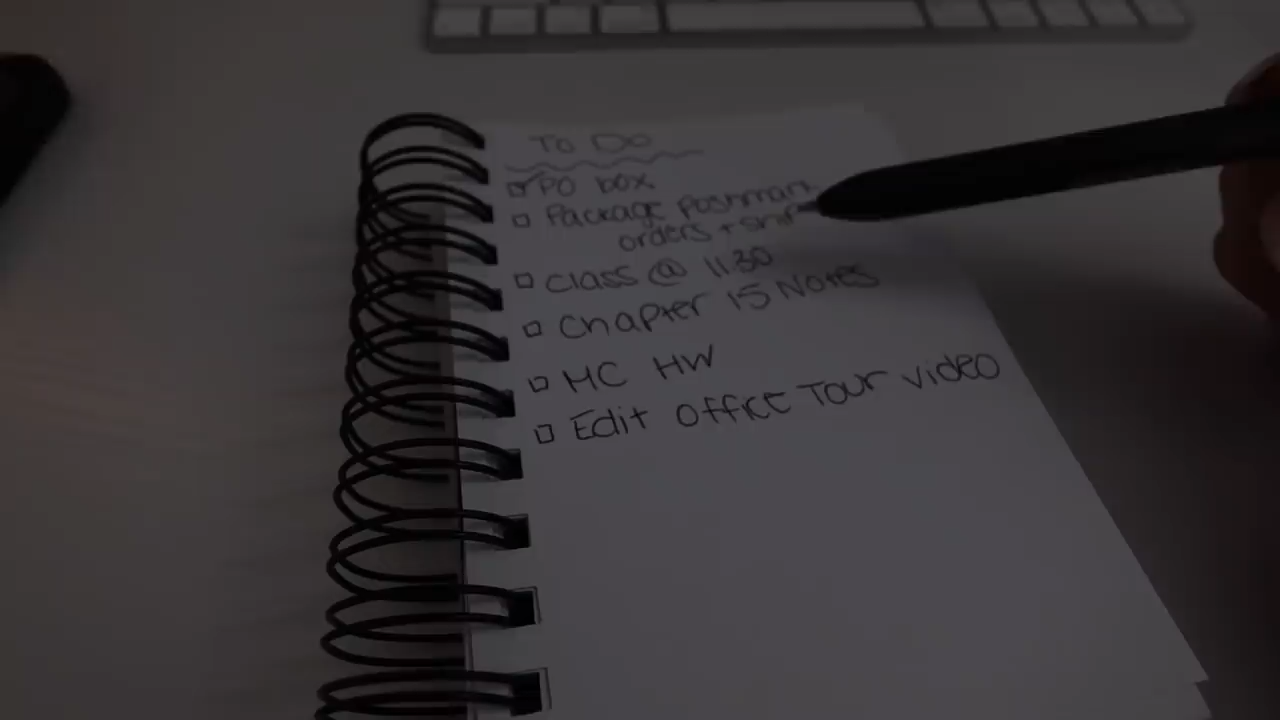 To Do
PO box
Package poshmark
orders + ship
Class @ 11:30
Chapter 15 Notes
MC HW
Edit Office Tour video